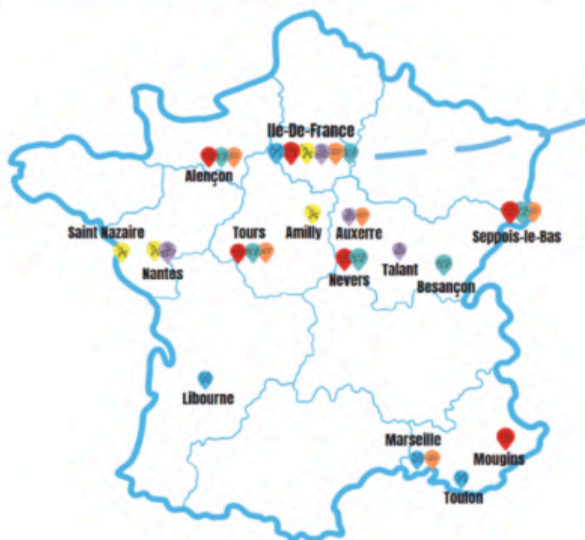 Ile-De-France
Alençon
Seppois-le-Bas
Saint Nazaire
Nantes
Tours
Amilly
Auxerre
Nevers
Talant
Besançon
Libourne
Marseille
Mougins
Toulon